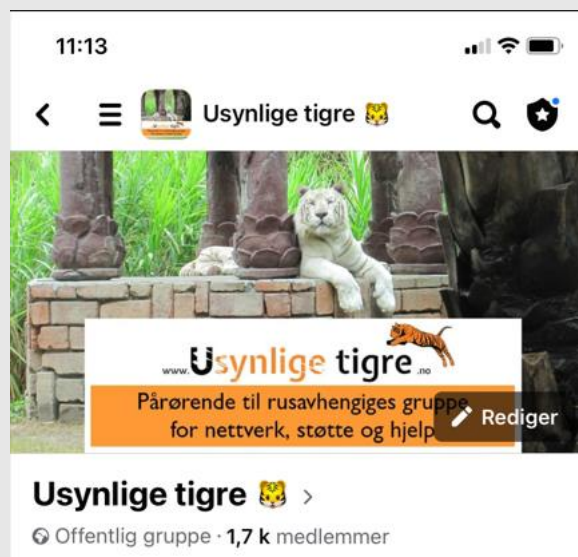 11:13
Usynlige tigre 🐯
www.Usynlige tigre.no
Pårørende til rusavhengiges gruppe
for nettverk, støtte og hjelp
Rediger
Usynlige tigre 🐯 >
Offentlig gruppe · 1,7 k medlemmer